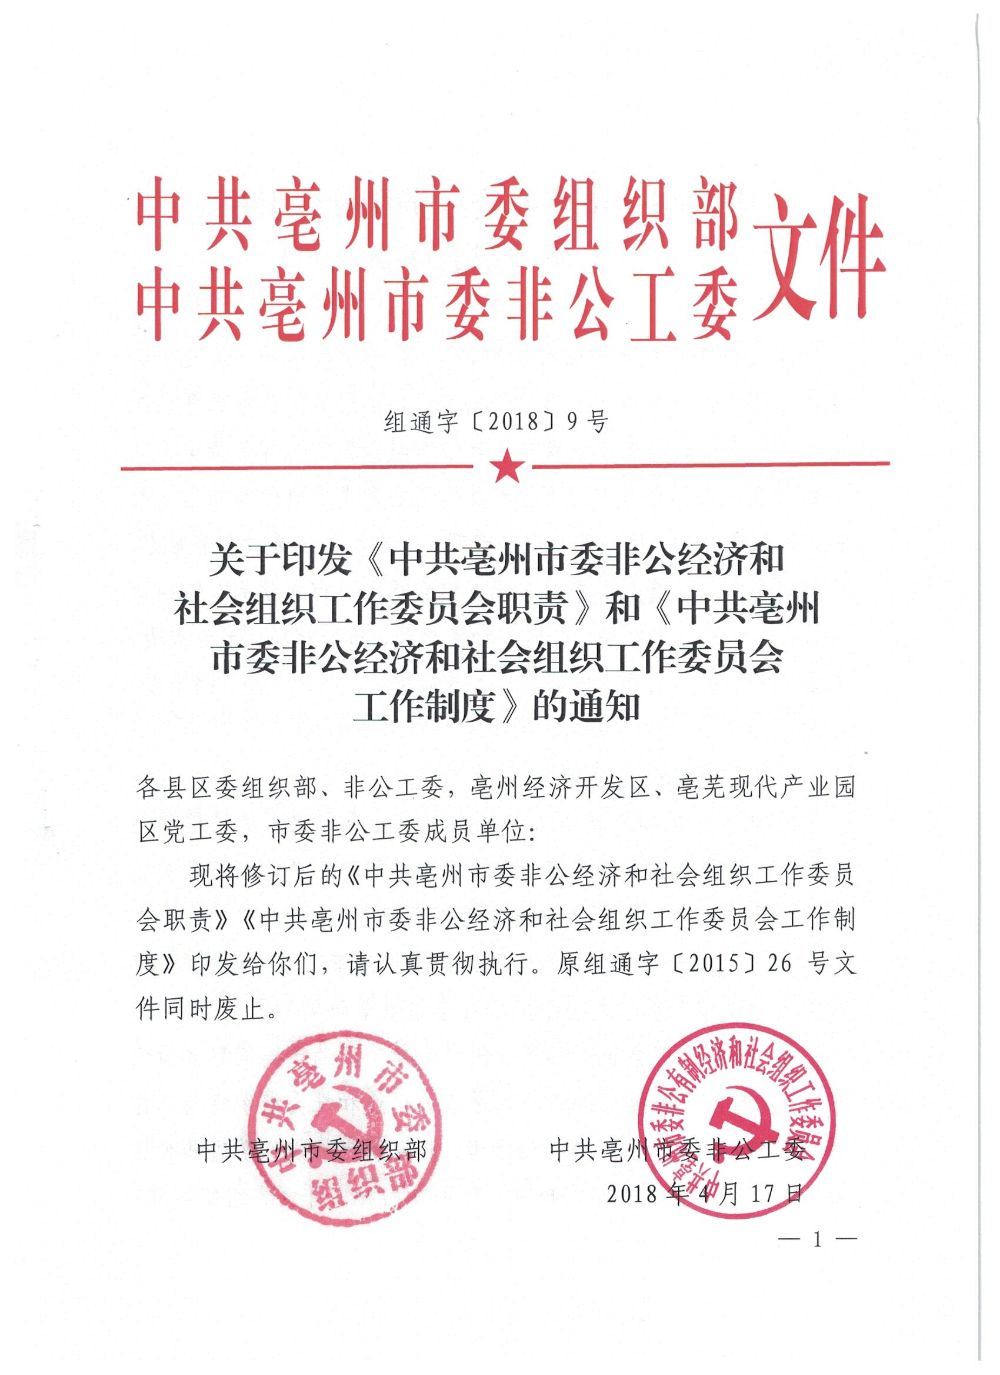 中共亳州市委组织部
中共亳州市委非公工委
文件
组通字〔2018〕9号
关于印发《中共亳州市委非公经济和
社会组织工作委员会职责》和《中共亳州
市委非公经济和社会组织工作委员会
工作制度》的通知
各县区委组织部、非公工委，亳州经济开发区、亳芜现代产业园
区党工委，市委非公工委成员单位：
现将修订后的《中共亳州市委非公经济和社会组织工作委员
会职责》《中共亳州市委非公经济和社会组织工作委员会工作制
度》印发给你们，请认真贯彻执行。原组通字〔2015〕26 号文
件同时废止。
中共亳州市委
组织部
中共亳州市委非公有制经济和社会组织工作委员会
中共亳州市委组织部
中共亳州市委非公工委
2018 年 4 月 17 日
— 1 —